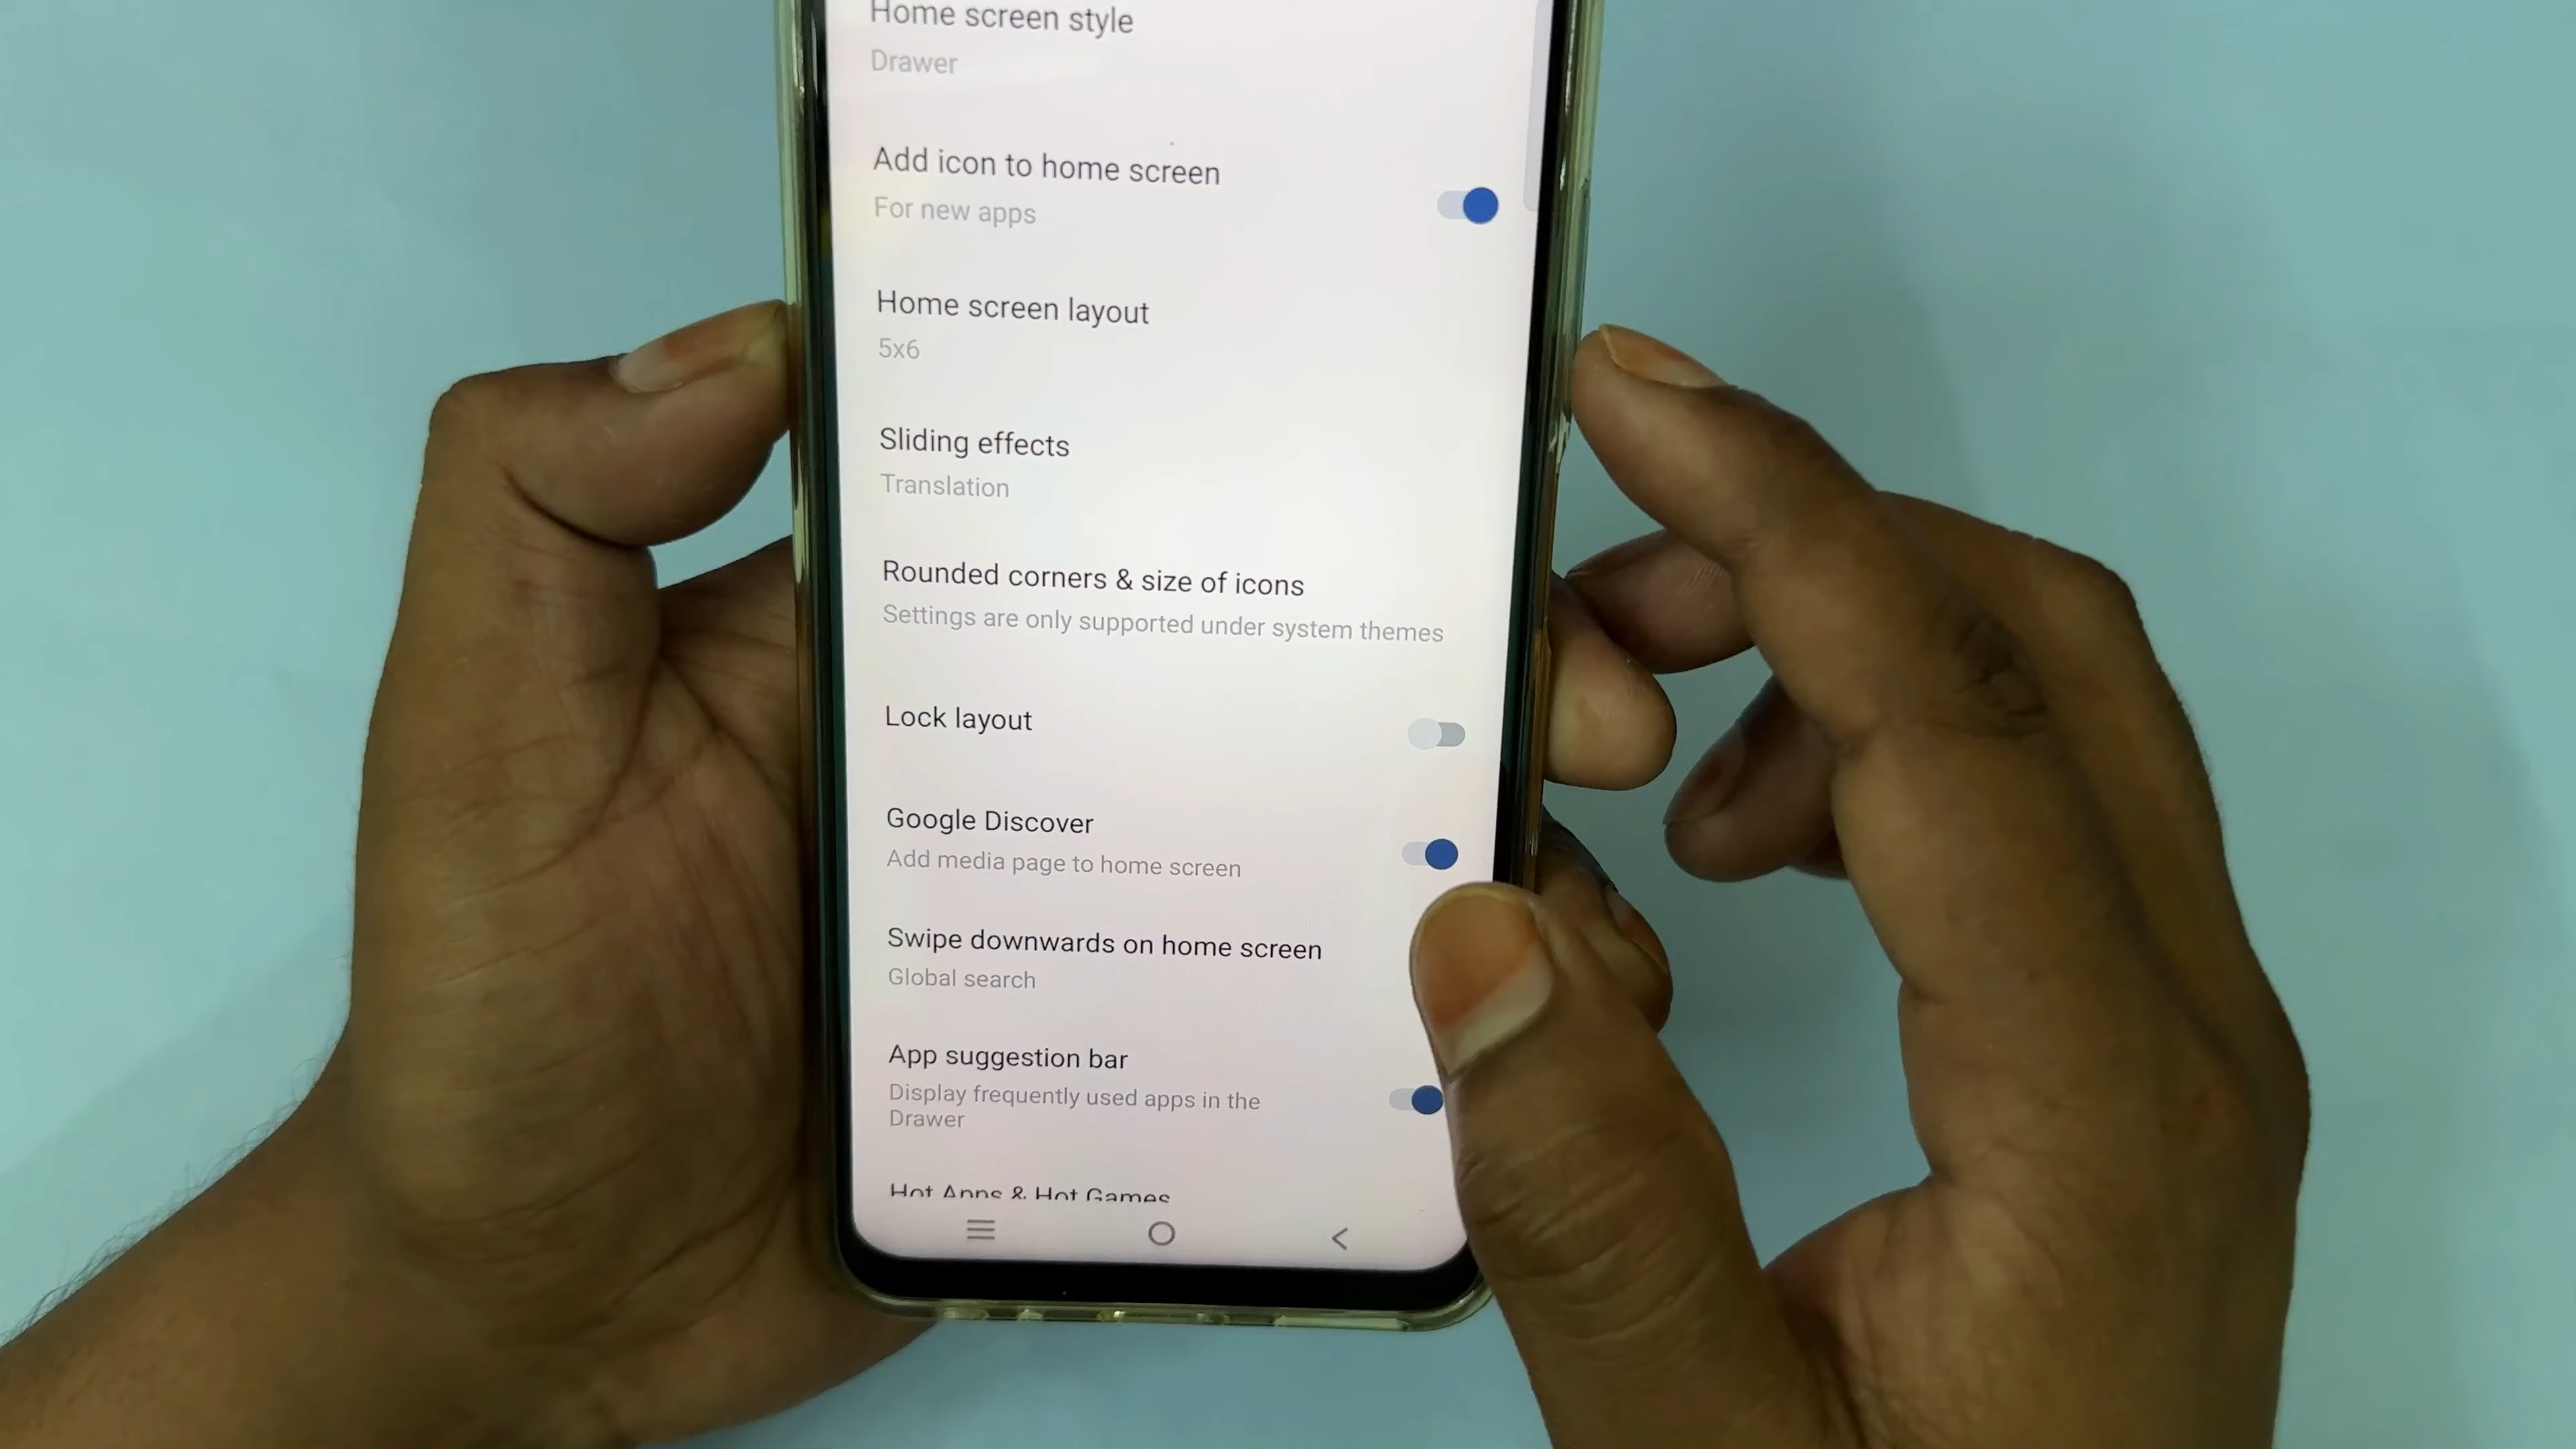 Home screen style
Drawer
Add icon to home screen
For new apps
Home screen layout
5x6
Sliding effects
Translation
Rounded corners & size of icons
Settings are only supported under system themes
Lock layout
Google Discover
Add media page to home screen
Swipe downwards on home screen
Global search
App suggestion bar
Display frequently used apps in the
Drawer
Hot Apps & Hot Games